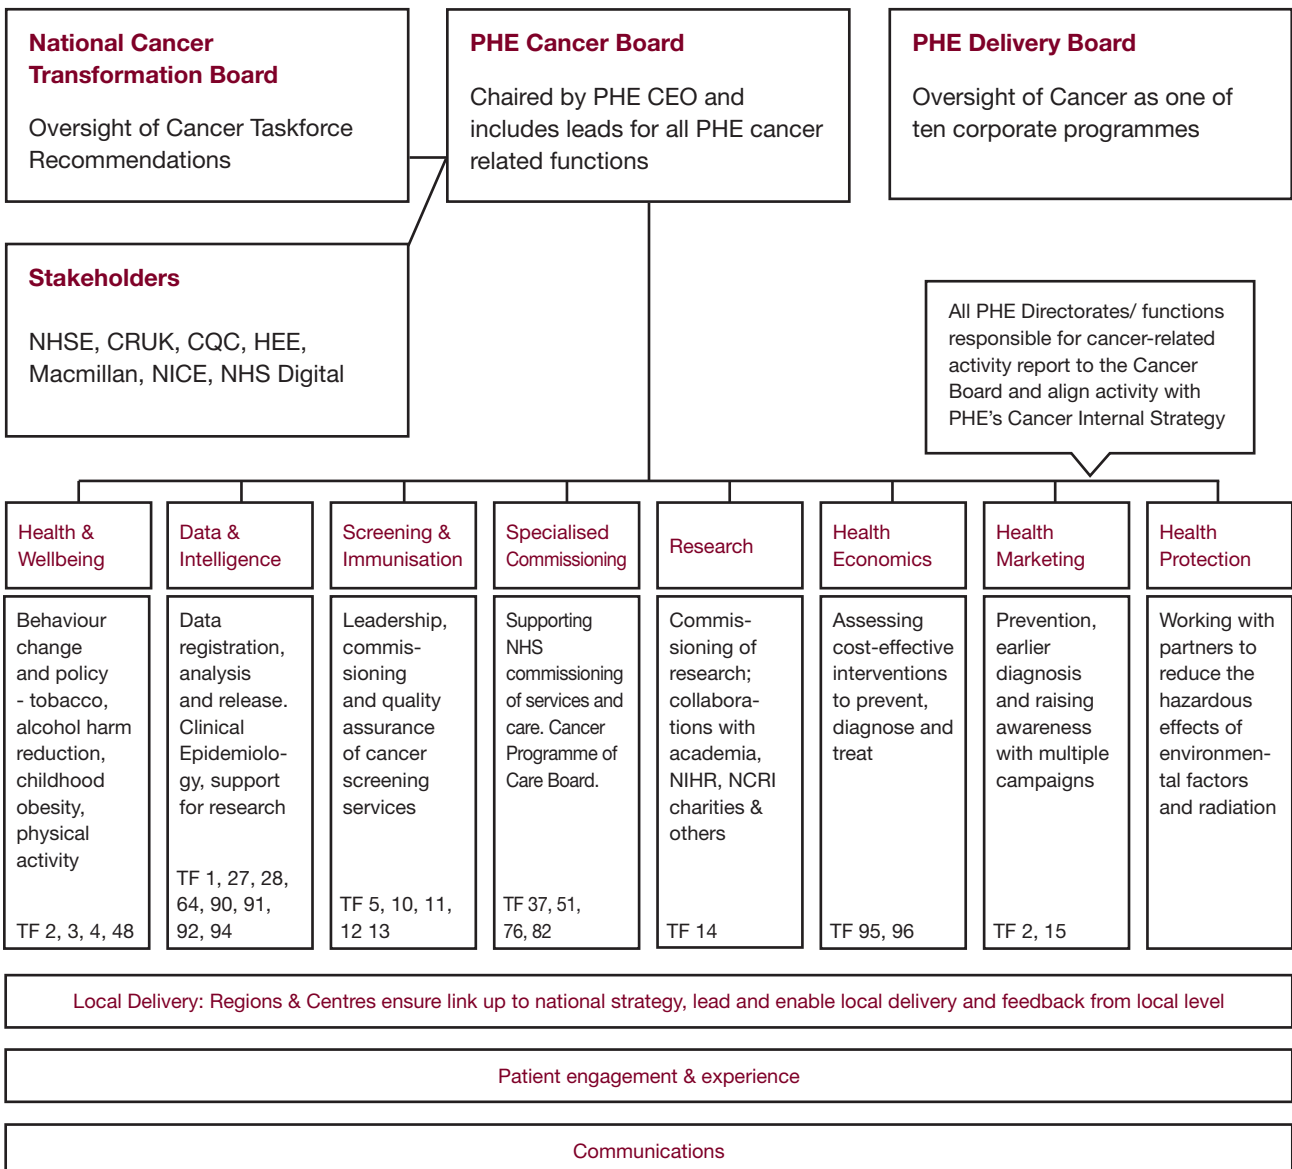 National Cancer
Transformation Board
Oversight of Cancer Taskforce
Recommendations
PHE Cancer Board
Chaired by PHE CEO and
includes leads for all PHE cancer
related functions
PHE Delivery Board
Oversight of Cancer as one of
ten corporate programmes
Stakeholders
NHSE, CRUK, CQC, HEE,
Macmillan, NICE, NHS Digital
All PHE Directorates/ functions
responsible for cancer-related
activity report to the Cancer
Board and align activity with
PHE's Cancer Internal Strategy
Health &
Wellbeing
Behaviour
change
and policy
- tobacco,
alcohol harm
reduction,
childhood
obesity,
physical
activity
TF 2, 3, 4, 48
Data &
Intelligence
Data
registration,
analysis
and release.
Clinical
Epidemiolo-
gy, support
for research
TF 1, 27, 28,
64, 90, 91,
92, 94
Screening &
Immunisation
Leadership,
commis-
sioning
and quality
assurance
of cancer
screening
services
TF 5, 10, 11,
12 13
Specialised
Commissioning
Supporting
NHS
commissioning
of services and
care. Cancer
Programme of
Care Board.
TF 37, 51,
76, 82
Research
Commis-
sioning of
research;
collabora-
tions with
academia,
NIHR, NCRI
charities &
others
TF 14
Health
Economics
Assessing
cost-effective
interventions
to prevent,
diagnose and
treat
TF 95, 96
Health
Marketing
Prevention,
earlier
diagnosis
and raising
awareness
with multiple
campaigns
TF 2, 15
Health
Protection
Working with
partners to
reduce the
hazardous
effects of
environmen-
tal factors
and radiation
Local Delivery: Regions & Centres ensure link up to national strategy, lead and enable local delivery and feedback from local level
Patient engagement & experience
Communications